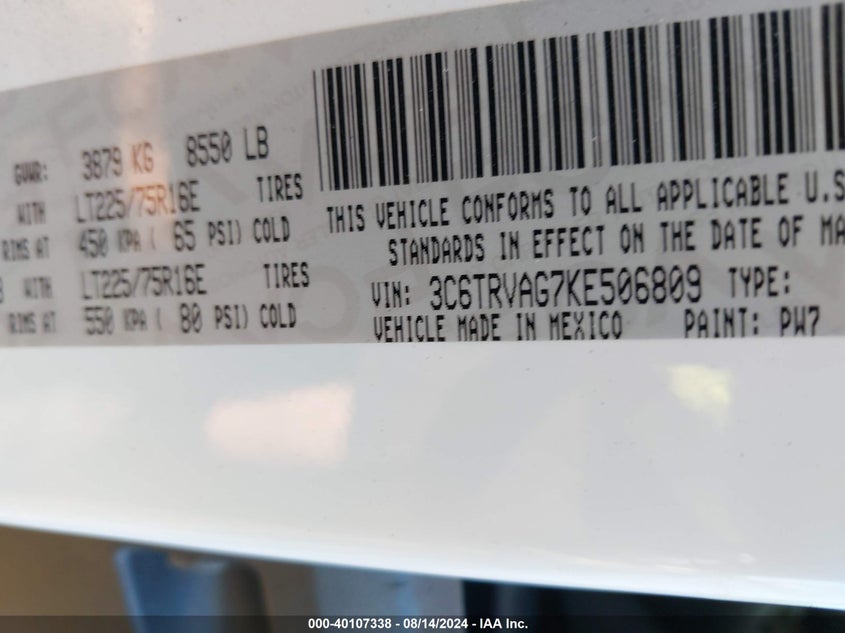 GVWR: 3879 KG 8550 LB
WITH LT225/75R16E TIRES
RIMS AT 450 KPA ( 65 PSI) COLD
WITH LT225/75R16E TIRES
RIMS AT 550 KPA ( 80 PSI) COLD
THIS VEHICLE CONFORMS TO ALL APPLICABLE U.S
STANDARDS IN EFFECT ON THE DATE OF MA
VIN: 3C6TRVAG7KE506809 TYPE:
VEHICLE MADE IN MEXICO PAINT: PW7
000-40107338 - 08/14/2024 - IAA Inc.